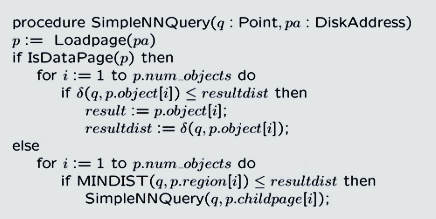 procedure SimpleNNQuery(q : Point, pa : DiskAddress)
p := Loadpage(pa)
if IsDataPage(p) then
for i := 1 to p.num_objects do
if δ(q, p.object[i]) ≤ resultdist then
result := p.object[i];
resultdist := δ(q, p.object[i]);
else
for i := 1 to p.num_objects do
if MINDIST(q, p.region[i]) ≤ resultdist then
SimpleNNQuery(q, p.childpage[i]);